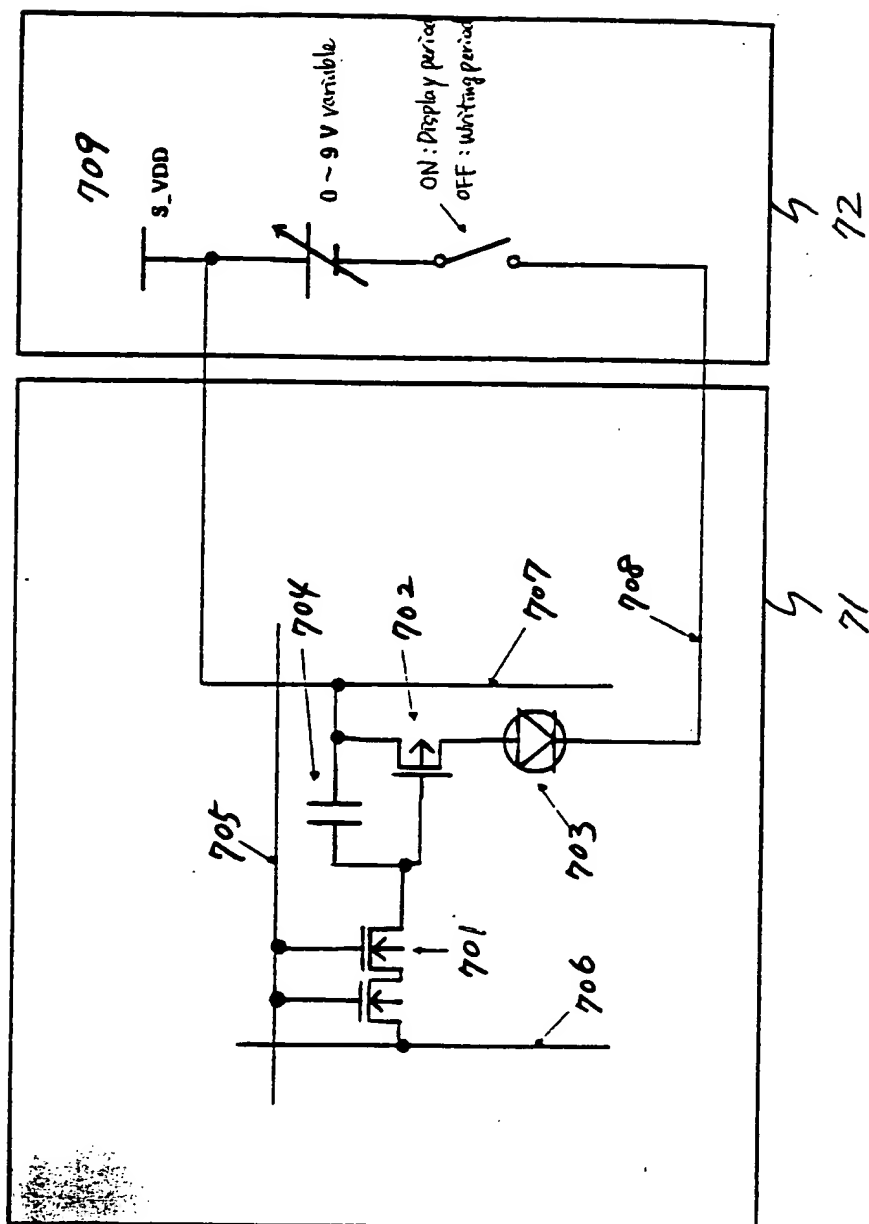 709
S_VDD
0 ~ 9 V variable
ON : Display period
OFF : Writing period
72
704
702
707
708
705
701
703
706
71